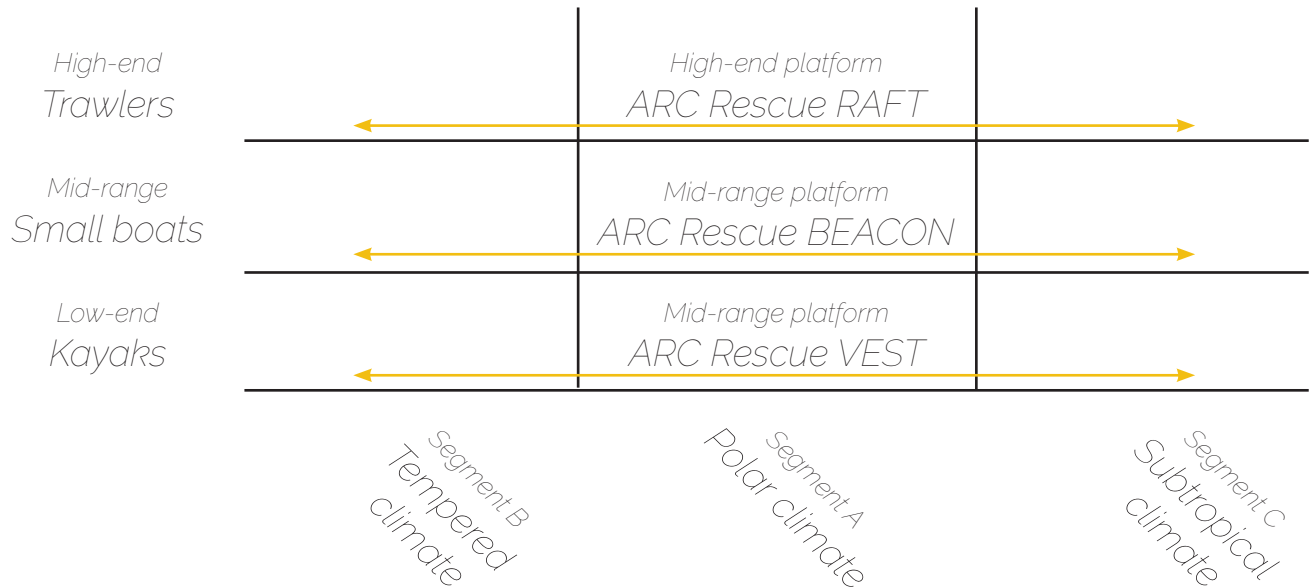 High-end
Trawlers
High-end platform
ARC Rescue RAFT
Mid-range
Small boats
Mid-range platform
ARC Rescue BEACON
Low-end
Kayaks
Mid-range platform
ARC Rescue VEST
Segment B
Tempered
climate
Segment A
Polar climate
Segment C
Subtropical
climate